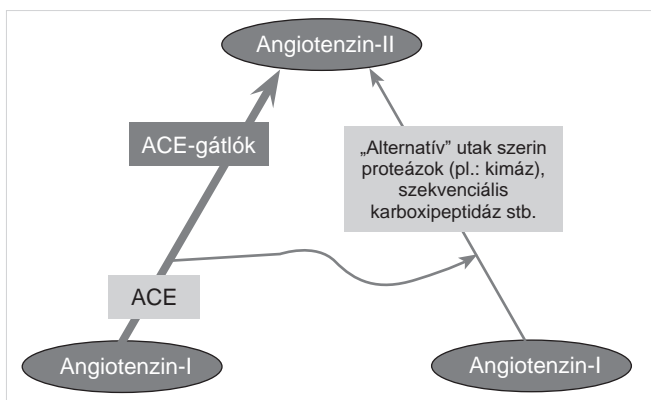 Angiotenzin-II
ACE-gátlók
„Alternatív” utak szerin
proteázok (pl.: kimáz),
szekvenciális
karboxipeptidáz stb.
ACE
Angiotenzin-I
Angiotenzin-I